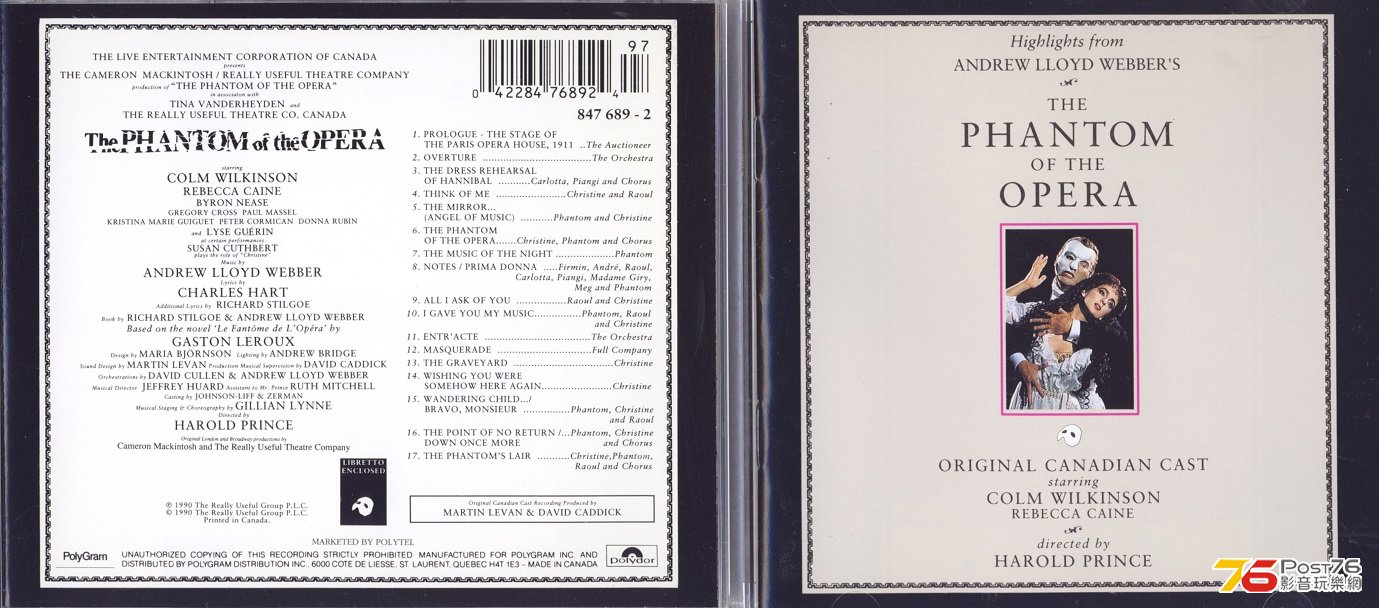 THE LIVE ENTERTAINMENT CORPORATION OF CANADA
presents
THE CAMERON MACKINTOSH / REALLY USEFUL THEATRE COMPANY
production of "THE PHANTOM OF THE OPERA"
in associaton with
TINA VANDERHEYDEN and
THE REALLY USEFUL THEATRE CO. CANADA
The PHANTOM of the OPERA
starring
COLM WILKINSON
REBECCA CAINE
BYRON NEASE
GREGORY CROSS PAUL MASSEL
KRISTINA MARIE GUIGUET PETER CORMICAN DONNA RUBIN
and LYSE GUÉRIN
at certain performances
SUSAN CUTHBERT
plays the role of "Christine"
Music by
ANDREW LLOYD WEBBER
Lyrics by
CHARLES HART
Additional Lyrics by RICHARD STILGOE
Book by RICHARD STILGOE & ANDREW LLOYD WEBBER
Based on the novel 'Le Fantôme de L'Opéra' by
GASTON LEROUX
Design by MARIA BJÖRNSON Lighting by ANDREW BRIDGE
Sound Design by MARTIN LEVAN Production Musical Supervision by DAVID CADDICK
Orchestrations by DAVID CULLEN & ANDREW LLOYD WEBBER
Musical Director JEFFREY HUARD Assistant to Mr. Prince RUTH MITCHELL
Casting by JOHNSON-LIFF & ZERMAN
Musical Staging & Choreography by GILLIAN LYNNE
Directed by
HAROLD PRINCE
Original London and Broadway productions by
Cameron Mackintosh and The Really Useful Theatre Company
LIBRETTO
ENCLOSED
℗ 1990 The Really Useful Group P.L.C.
© 1990 The Really Useful Group P.L.C.
Printed in Canada.
97
0 42284 76892 4
847 689 - 2
1. PROLOGUE - THE STAGE OF
THE PARIS OPERA HOUSE, 1911 ..The Auctioneer
2. OVERTURE .....................................The Orchestra
3. THE DRESS REHEARSAL
OF HANNIBAL ...........Carlotta, Piangi and Chorus
4. THINK OF ME ........................Christine and Raoul
5. THE MIRROR...
(ANGEL OF MUSIC) ...........Phantom and Christine
6. THE PHANTOM
OF THE OPERA.......Christine, Phantom and Chorus
7. THE MUSIC OF THE NIGHT ....................Phantom
8. NOTES / PRIMA DONNA .....Firmin, André, Raoul,
Carlotta, Piangi, Madame Giry,
Meg and Phantom
9. ALL I ASK OF YOU .................Raoul and Christine
10. I GAVE YOU MY MUSIC................Phantom, Raoul
and Christine
11. ENTR'ACTE ...................................The Orchestra
12. MASQUERADE ................................Full Company
13. THE GRAVEYARD ..................................Christine
14. WISHING YOU WERE
SOMEHOW HERE AGAIN........................Christine
15. WANDERING CHILD.../
BRAVO, MONSIEUR ................Phantom, Christine
and Raoul
16. THE POINT OF NO RETURN /...Phantom, Christine
DOWN ONCE MORE and Chorus
17. THE PHANTOM'S LAIR ...........Christine,Phantom,
Raoul and Chorus
Original Canadian Cast Recording Produced by
MARTIN LEVAN & DAVID CADDICK
MARKETED BY POLYTEL
PolyGram
UNAUTHORIZED COPYING OF THIS RECORDING STRICTLY PROHIBITED MANUFACTURED FOR POLYGRAM INC. AND
DISTRIBUTED BY POLYGRAM DISTRIBUTION INC. 6000 COTE DE LIESSE, ST. LAURENT, QUEBEC H4T 1E3 - MADE IN CANADA
polydor
Highlights from
ANDREW LLOYD WEBBER'S
THE
PHANTOM
OF THE
OPERA
ORIGINAL CANADIAN CAST
starring
COLM WILKINSON
REBECCA CAINE
directed by
HAROLD PRINCE
76 Post76
影音玩樂網